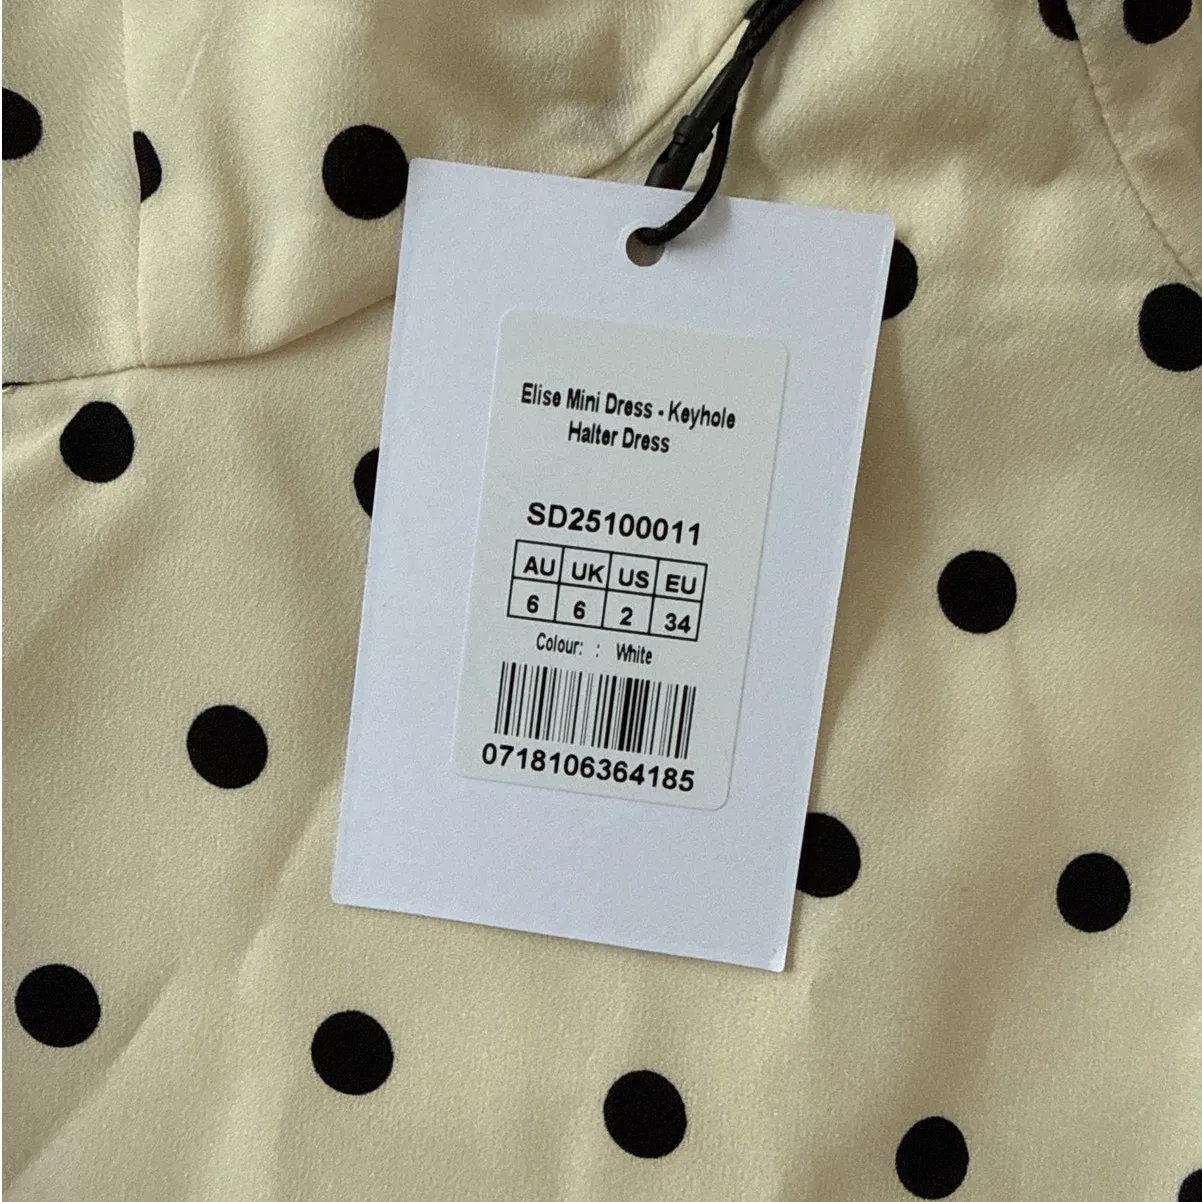 Elise Mini Dress - Keyhole
Halter Dress
SD25100011
AU UK US EU
6 6 2 34
Colour: : White
0718106364185